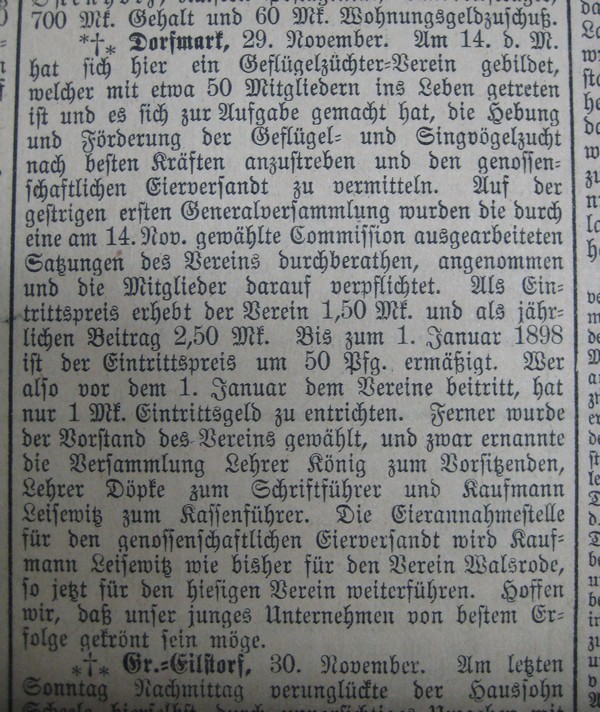 700 Mk. Gehalt und 60 Mk. Wohnungsgeldzuschuß.
*†* Dorfmark, 29. November. Am 14. d. M.
hat sich hier ein Geflügelzüchter-Verein gebildet,
welcher mit etwa 50 Mitgliedern ins Leben getreten
ist und es sich zur Aufgabe gemacht hat, die Hebung
und Förderung der Geflügel- und Singvögelzucht
nach besten Kräften anzustreben und den genossen-
schaftlichen Eierversandt zu vermitteln. Auf der
gestrigen ersten Generalversammlung wurden die durch
eine am 14. Nov. gewählte Commission ausgearbeiteten
Satzungen des Vereins durchberathen, angenommen
und die Mitglieder darauf verpflichtet. Als Ein-
trittspreis erhebt der Verein 1,50 Mk. und als jähr-
lichen Beitrag 2,50 Mk. Bis zum 1. Januar 1898
ist der Eintrittspreis um 50 Pfg. ermäßigt. Wer
also vor dem 1. Januar dem Vereine beitritt, hat
nur 1 Mk. Eintrittsgeld zu entrichten. Ferner wurde
der Vorstand des Vereins gewählt, und zwar ernannte
die Versammlung Lehrer König zum Vorsitzenden,
Lehrer Döpke zum Schriftführer und Kaufmann
Leisewitz zum Kassenführer. Die Eierannahmestelle
für den genossenschaftlichen Eierversandt wird Kauf-
mann Leisewitz wie bisher für den Verein Walsrode,
so jetzt für den hiesigen Verein weiterführen. Hoffen
wir, daß unser junges Unternehmen von bestem Er-
folge gekrönt sein möge.
*†* Gr.-Eilstorf, 30. November. Am letzten
Sonntag Nachmittag verunglückte der Haussohn